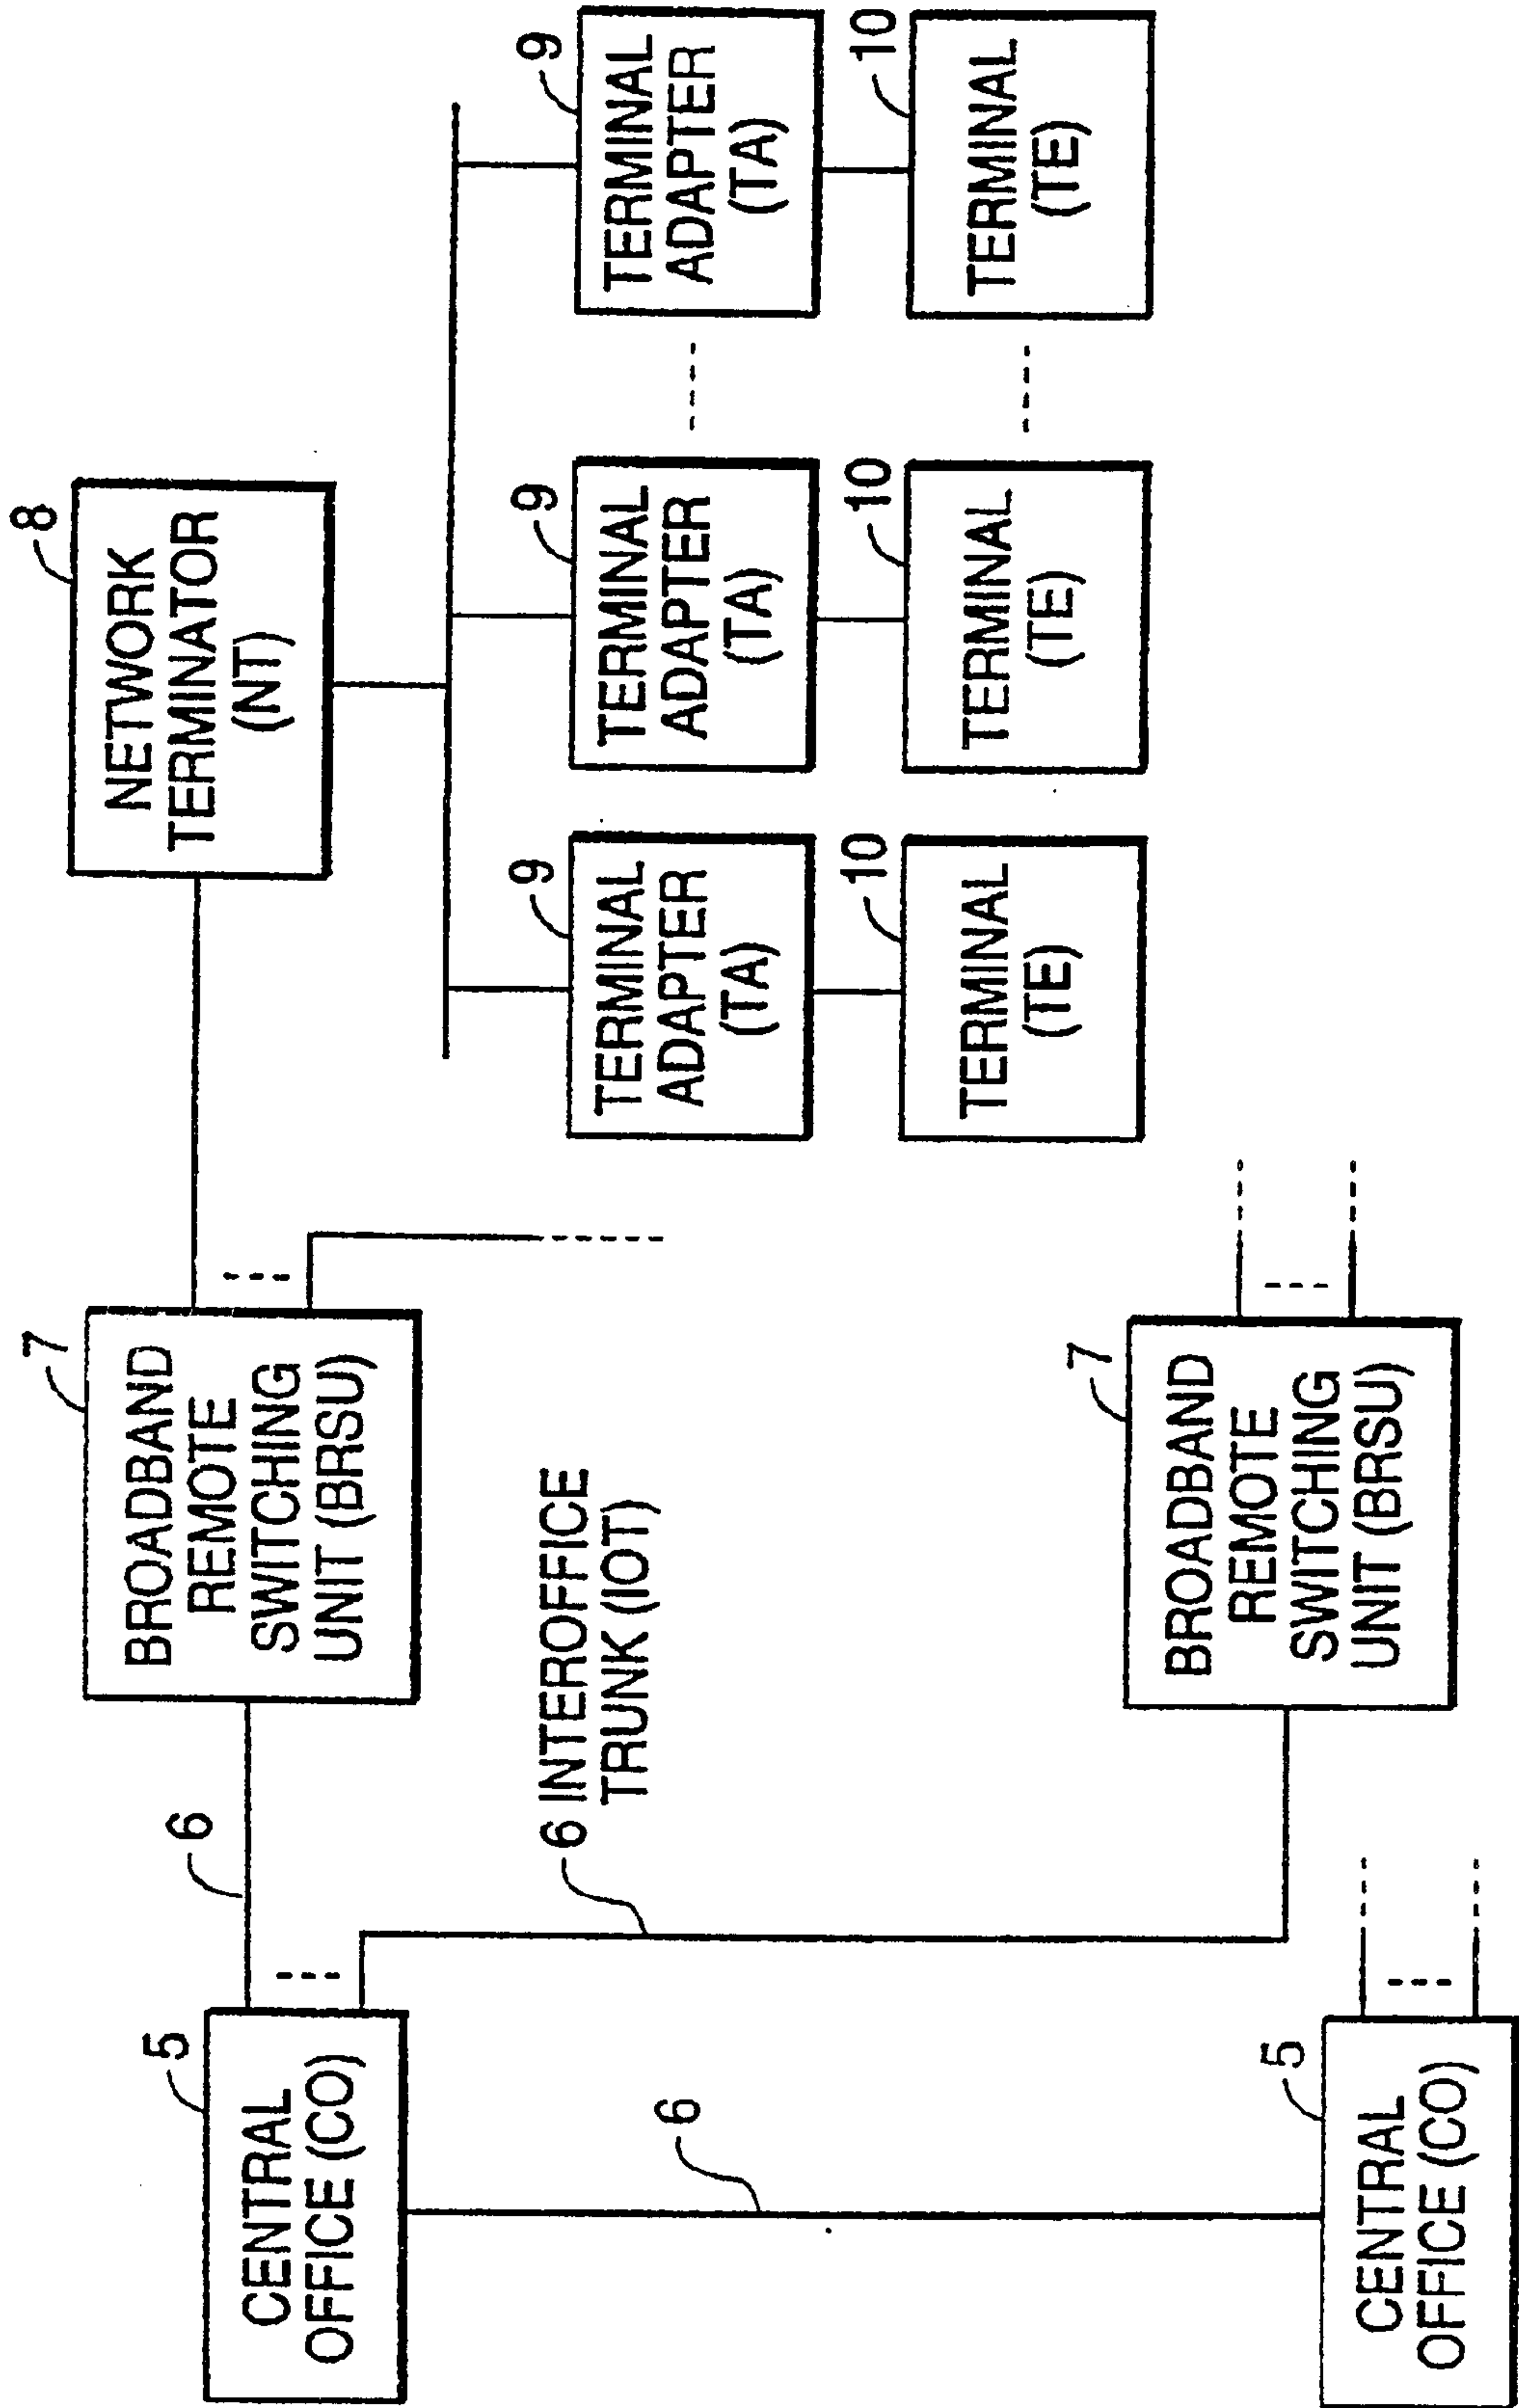 5
CENTRAL
OFFICE (CO)
6
7
BROADBAND
REMOTE
SWITCHING
UNIT (BRSU)
8
NETWORK
TERMINATOR
(NT)
9
TERMINAL
ADAPTER
(TA)
9
TERMINAL
ADAPTER
(TA)
9
TERMINAL
ADAPTER
(TA)
10
TERMINAL
(TE)
10
TERMINAL
(TE)
10
TERMINAL
(TE)
6 INTEROFFICE
TRUNK (IOT)
6
7
BROADBAND
REMOTE
SWITCHING
UNIT (BRSU)
5
CENTRAL
OFFICE (CO)